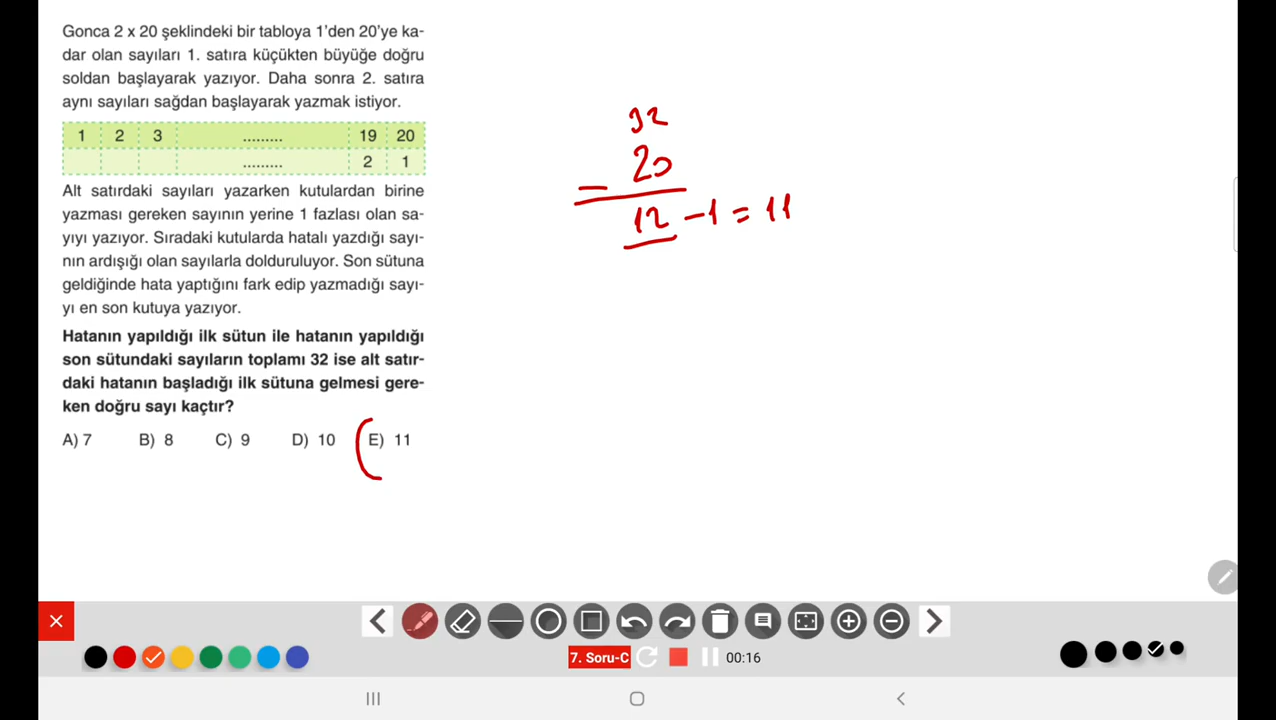 Gonca 2 x 20 şeklindeki bir tabloya 1'den 20'ye ka-
dar olan sayıları 1. satıra küçükten büyüğe doğru
soldan başlayarak yazıyor. Daha sonra 2. satıra
aynı sayıları sağdan başlayarak yazmak istiyor.
1 2 3 ......... 19 20
......... 2 1
Alt satırdaki sayıları yazarken kutulardan birine
yazması gereken sayının yerine 1 fazlası olan sa-
yıyı yazıyor. Sıradaki kutularda hatalı yazdığı sayı-
nın ardışığı olan sayılarla dolduruluyor. Son sütuna
geldiğinde hata yaptığını fark edip yazmadığı sayı-
yı en son kutuya yazıyor.
Hatanın yapıldığı ilk sütun ile hatanın yapıldığı
son sütundaki sayıların toplamı 32 ise alt satır-
daki hatanın başladığı ilk sütuna gelmesi gere-
ken doğru sayı kaçtır?
A) 7 B) 8 C) 9 D) 10 E) 11
32
20
12 - 1 = 11
7. Soru-C 00:16